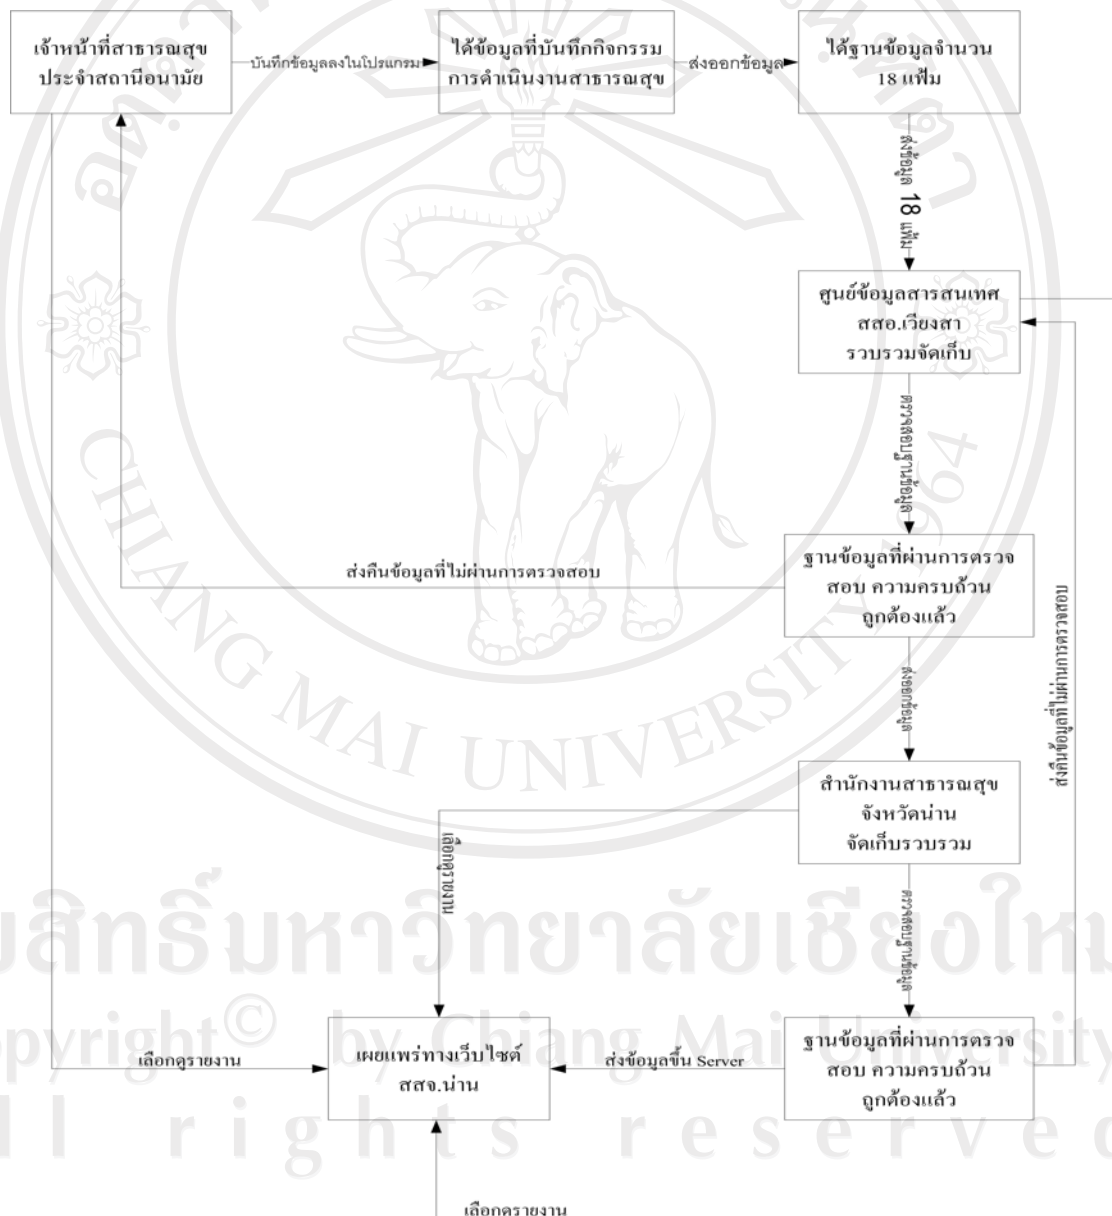 เจ้าหน้าที่สาธารณสุข
ประจำสถานีอนามัย
บันทึกข้อมูลลงในโปรแกรม
ได้ข้อมูลที่บันทึกกิจกรรม
การดำเนินงานสาธารณสุข
ส่งออกข้อมูล
ได้ฐานข้อมูลจำนวน
18 แฟ้ม
ส่งข้อมูล 18 แฟ้ม
ศูนย์ข้อมูลสารสนเทศ
สสอ.เวียงสา
รวบรวมจัดเก็บ
ตรวจสอบฐานข้อมูล
ฐานข้อมูลที่ผ่านการตรวจ
สอบ ความครบถ้วน
ถูกต้องแล้ว
ส่งคืนข้อมูลที่ไม่ผ่านการตรวจสอบ
ส่งคืนข้อมูลที่ไม่ผ่านการตรวจสอบ
ส่งออกข้อมูล
สำนักงานสาธารณสุข
จังหวัดน่าน
จัดเก็บรวบรวม
เลือกดูรายงาน
ตรวจสอบฐานข้อมูล
ฐานข้อมูลที่ผ่านการตรวจ
สอบ ความครบถ้วน
ถูกต้องแล้ว
ส่งข้อมูลขึ้น Server
เผยแพร่ทางเว็บไซต์
สสจ.น่าน
เลือกดูรายงาน
เลือกดูรายงาน
CHIANG MAI UNIVERSITY 1964
สิทธิ์มหาวิทยาลัยเชียงใหม
opyright © by Chiang Mai University
ll rights reserved